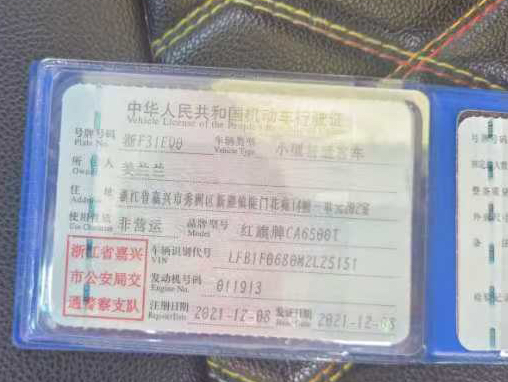 中华人民共和国机动车行驶证
Vehicle License of the People's
号牌号码 浙F31EQ0 车辆类型 小型普通客车
Plate No. Vehicle Type
所 人 兰兰
Owner
住 址 浙江省嘉兴市秀洲区
Address
使用性质 非营运 品牌型号 红旗牌CA6500T
Use Character Model
浙江省嘉兴
市公安局交
通警察支队
车辆识别代号 LFB1F0680M2L25151
VIN
发动机号码 011913
Engine No.
注册日期 2021-12-08 发证日期 2021-12-08
Register Date Issue Date